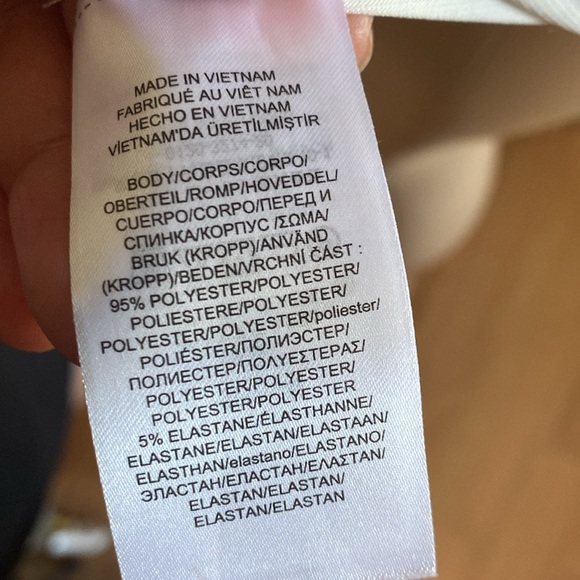 MADE IN VIETNAM
FABRIQUÉ AU VIÊT NAM
HECHO EN VIETNAM
VİETNAM'DA ÜRETİLMİŞTİR
BODY/CORPS/CORPO/
OBERTEIL/ROMP/HOVEDDEL/
CUERPO/CORPO/ПЕРЕД И
СПИНКА/КОРПУС /ΣΩΜΑ/
BRUK (KROPP)/ANVÄND
(KROPP)/BEDEN/VRCHNÍ ČÁST :
95% POLYESTER/POLYESTER/
POLIESTERE/POLYESTER/
POLYESTER/POLYESTER/poliester/
POLIÉSTER/ПОЛИЭСТЕР/
ПОЛИЕСТЕР/ΠΟΛΥΕΣΤΕΡΑΣ/
POLYESTER/POLYESTER/
POLYESTER/POLYESTER
5% ELASTANE/ÉLASTHANNE/
ELASTANE/ELASTAN/ELASTAAN/
ELASTHAN/elastano/ELASTANO/
ЭЛАСТАН/ЕЛАСТАН/ΕΛΑΣΤΑΝ/
ELASTAN/ELASTAN/
ELASTAN/ELASTAN